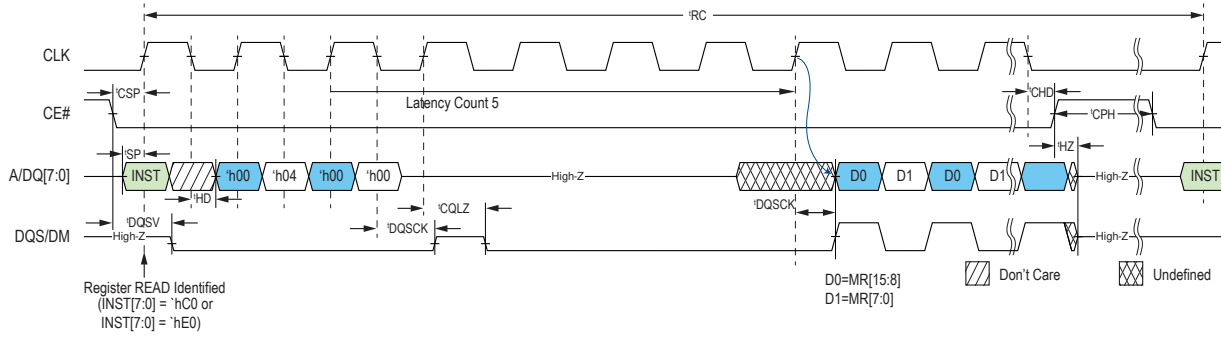 tRC
CLK
tCSP
Latency Count 5
tCHD
CE#
tCPH
tSP
tHZ
A/DQ[7:0]
INST
'h00
'h04
'h00
'h00
High-Z
D0
D1
D0
D1
High-Z
INST
tHD
tCQLZ
tDQSCK
tDQSV
tDQSCK
DQS/DM
High-Z
High-Z
Register READ Identified
(INST[7:0] = `hC0 or
INST[7:0] = `hE0)
D0=MR[15:8]
D1=MR[7:0]
Don't Care
Undefined